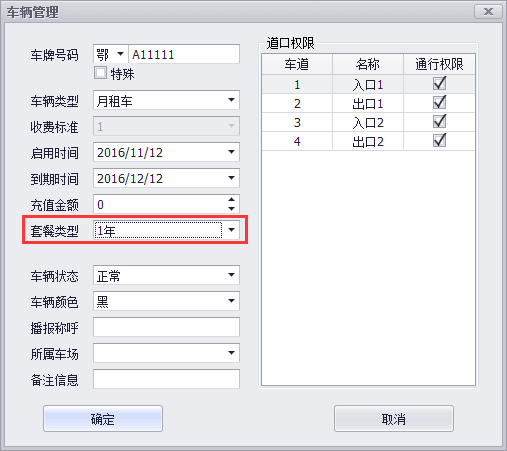 车辆管理
车牌号码 鄂 A11111
特殊
车辆类型 月租车
收费标准 1
启用时间 2016/11/12
到期时间 2016/12/12
充值金额 0
套餐类型 1年
车辆状态 正常
车辆颜色 黑
播报称呼
所属车场
备注信息
道口权限
车道 名称 通行权限
1 入口1
2 出口1
3 入口2
4 出口2
确定 取消